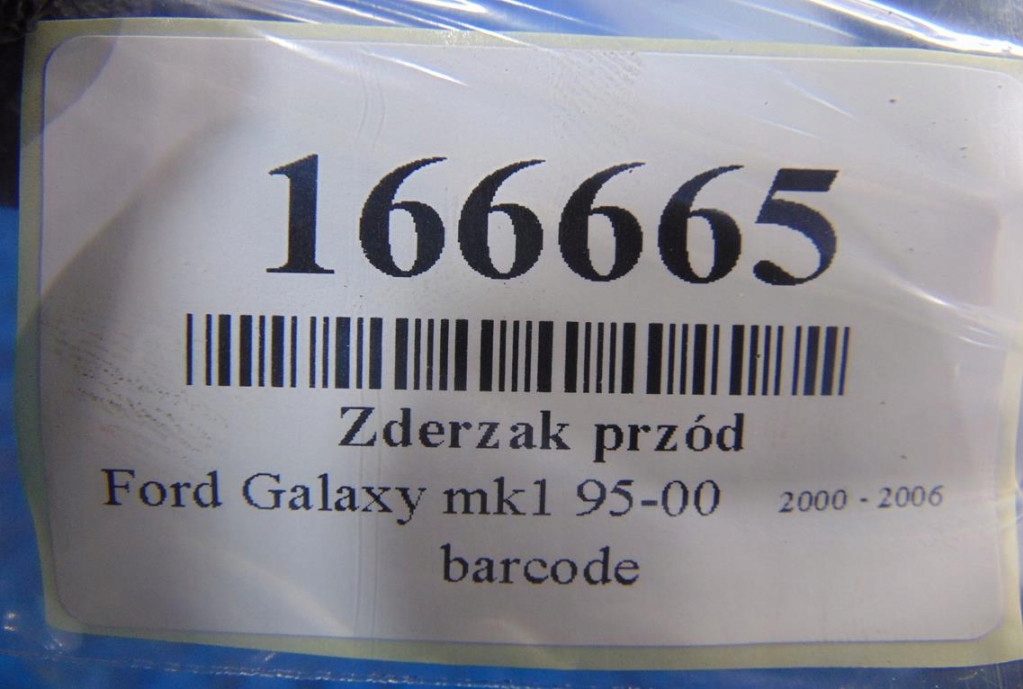 166665
Zderzak przód
Ford Galaxy mk1 95-00 2000 - 2006
barcode